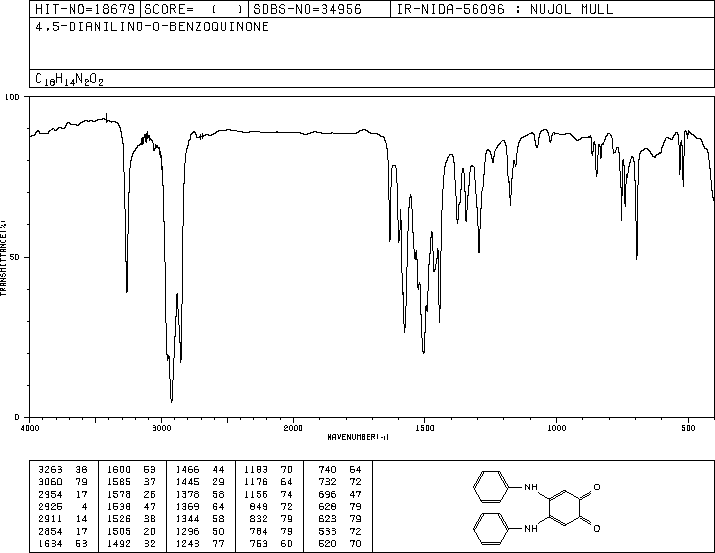 HIT-NO=18679 SCORE= ( ) SDBS-NO=34956 IR-NIDA-56096 : NUJOL MULL
4,5-DIANILINO-O-BENZOQUINONE
C18H14N2O2
100
50
0
TRANSMITTANCE(%)
4000 3000 2000 1500 1000 500
WAVENUMBER(-1)
3263 38 1600 53 1466 44 1183 70 740 64
3060 79 1585 37 1445 29 1176 64 732 72
2954 17 1578 26 1378 58 1156 74 696 47
2925 4 1538 47 1369 64 849 72 628 79
2911 14 1526 38 1344 58 832 79 623 79
2854 17 1505 20 1296 50 784 79 533 72
1634 53 1492 32 1243 77 753 60 520 70
NH
O
NH
O